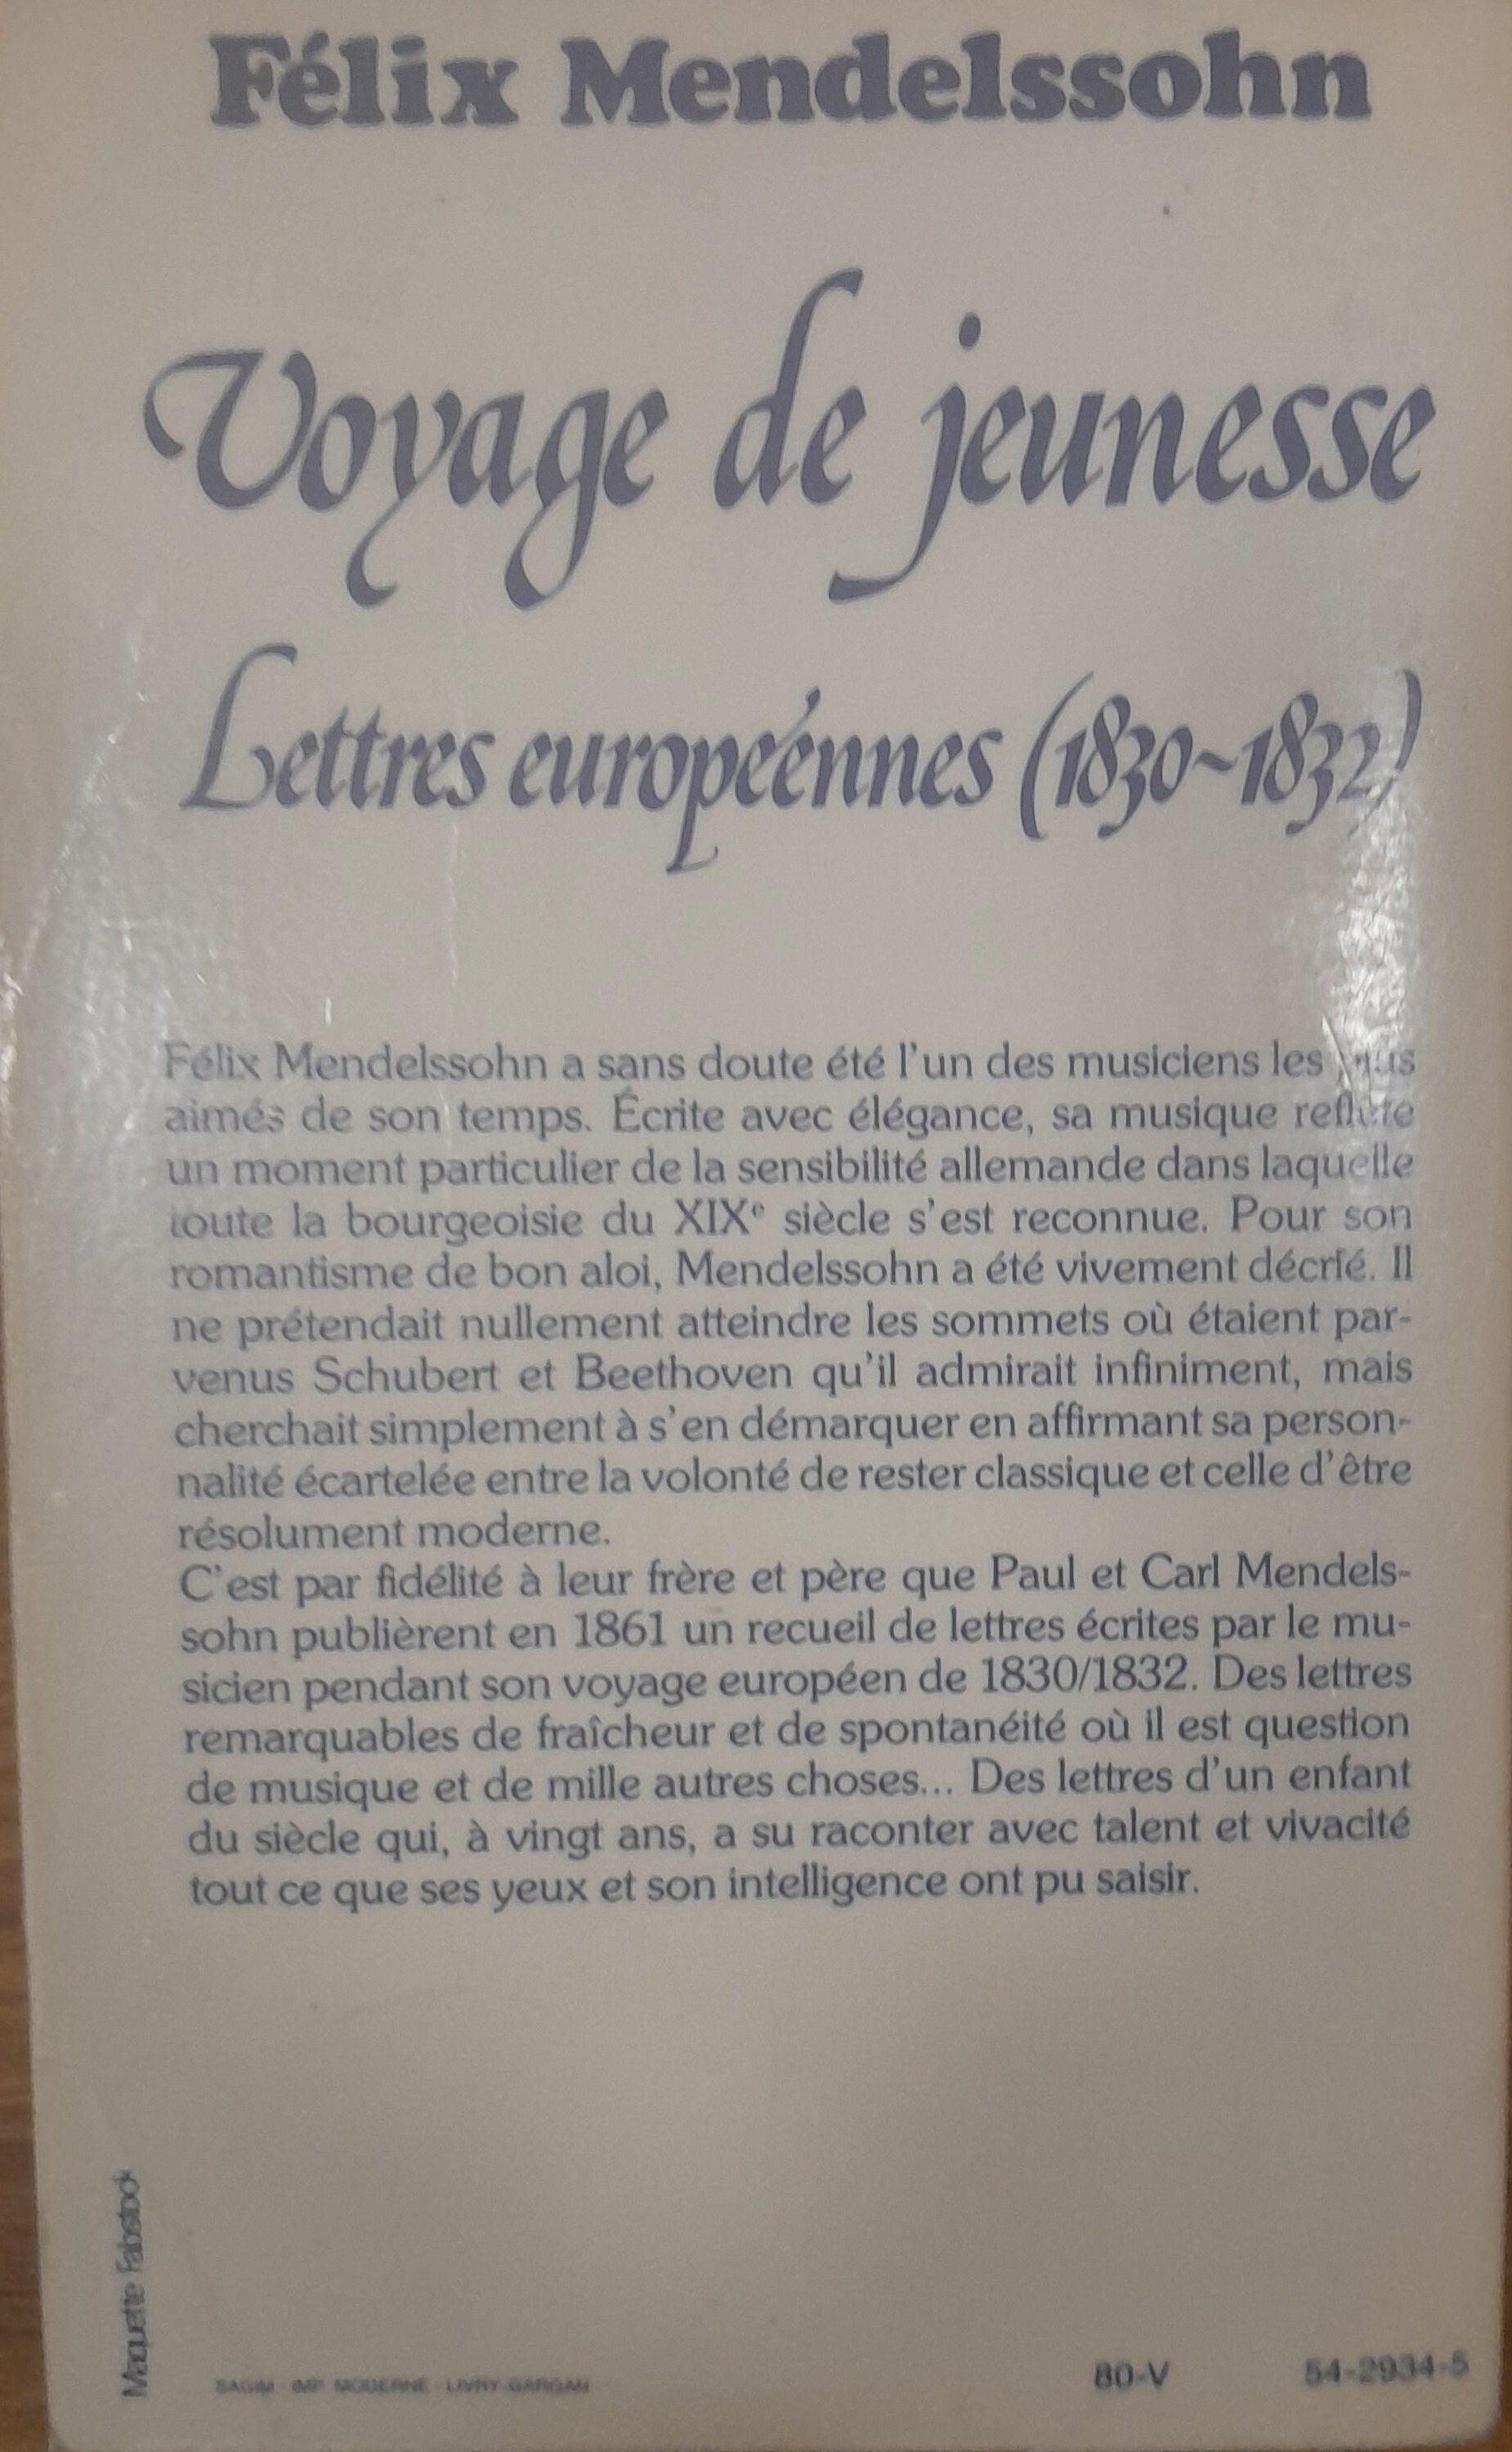 Félix Mendelssohn
Voyage de jeunesse
Lettres européennes (1830~1832)
Félix Mendelssohn a sans doute été l'un des musiciens les plus
aimés de son temps. Écrite avec élégance, sa musique reflète
un moment particulier de la sensibilité allemande dans laquelle
toute la bourgeoisie du XIXe siècle s'est reconnue. Pour son
romantisme de bon aloi, Mendelssohn a été vivement décrié. Il
ne prétendait nullement atteindre les sommets où étaient par-
venus Schubert et Beethoven qu'il admirait infiniment, mais
cherchait simplement à s'en démarquer en affirmant sa person-
nalité écartelée entre la volonté de rester classique et celle d'être
résolument moderne.
C'est par fidélité à leur frère et père que Paul et Carl Mendels-
sohn publièrent en 1861 un recueil de lettres écrites par le mu-
sicien pendant son voyage européen de 1830/1832. Des lettres
remarquables de fraîcheur et de spontanéité où il est question
de musique et de mille autres choses... Des lettres d'un enfant
du siècle qui, à vingt ans, a su raconter avec talent et vivacité
tout ce que ses yeux et son intelligence ont pu saisir.
Maquette Fabstock
SAGIM - IMP. MODERNE - LIVRY-GARGAN
80-V
54-2934-5